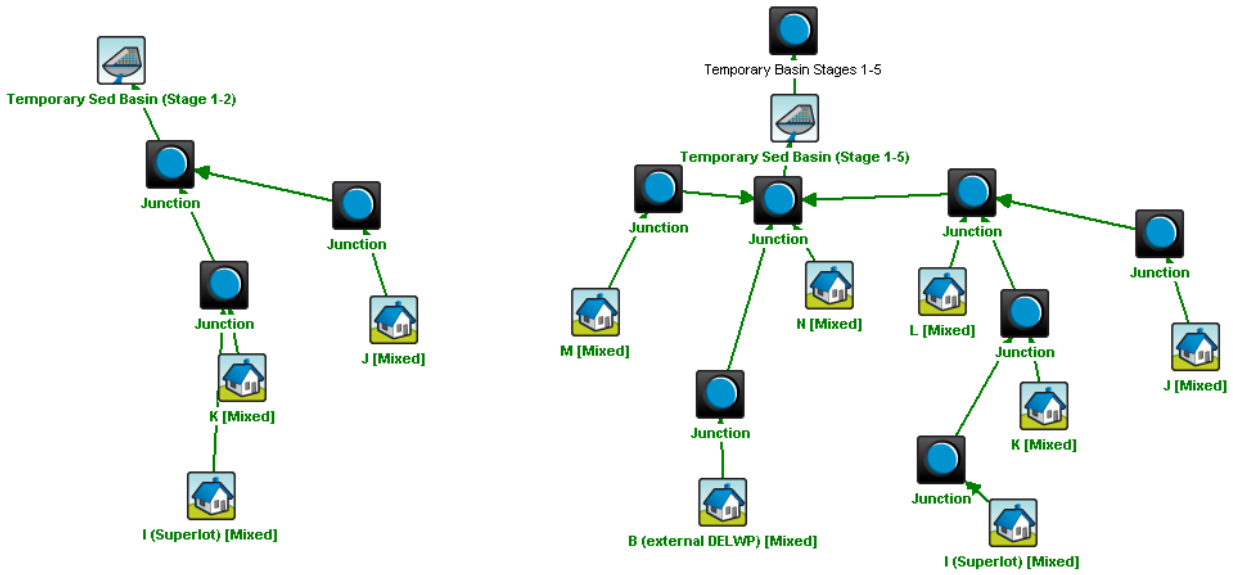 Temporary Sed Basin (Stage 1-2)
Junction
Junction
Junction
J [Mixed]
K [Mixed]
I (Superlot) [Mixed]
Temporary Basin Stages 1-5
Temporary Sed Basin (Stage 1-5)
Junction
Junction
Junction
Junction
M [Mixed]
N [Mixed]
L [Mixed]
Junction
J [Mixed]
Junction
K [Mixed]
Junction
B (external DELWP) [Mixed]
I (Superlot) [Mixed]